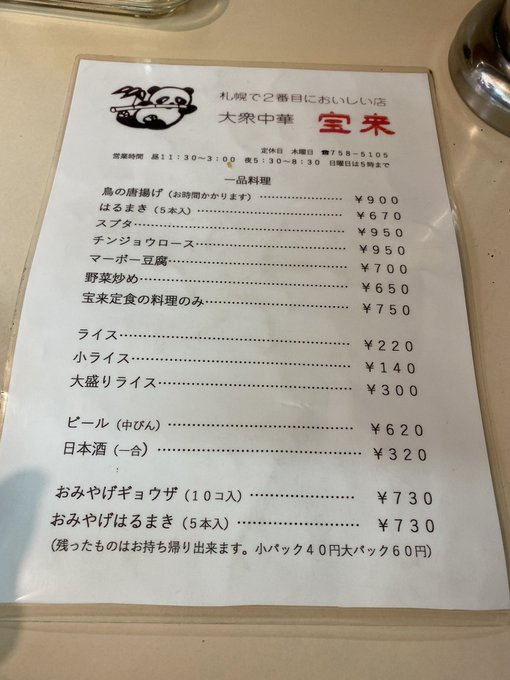 札幌で２番目においしい店
大衆中華 宝来
定休日 木曜日 ☎758-5105
営業時間 昼11：30～3：00 夜5：30～8：30 日曜日は5時まで
一品料理
鳥の唐揚げ（お時間かかります）………………… ￥900
はるまき（5本入）………………… ￥670
スブタ………………… ￥950
チンジョウロース………………… ￥950
マーボー豆腐………………… ￥700
野菜炒め………………… ￥650
宝来定食の料理のみ………………… ￥750
ライス………………… ￥220
小ライス………………… ￥140
大盛りライス………………… ￥300
ビール（中びん）………………… ￥620
日本酒（一合）………………… ￥320
おみやげギョウザ（10コ入）………………… ￥730
おみやげはるまき（5本入）………………… ￥730
(残ったものはお持ち帰り出来ます。小パック40円大パック60円)